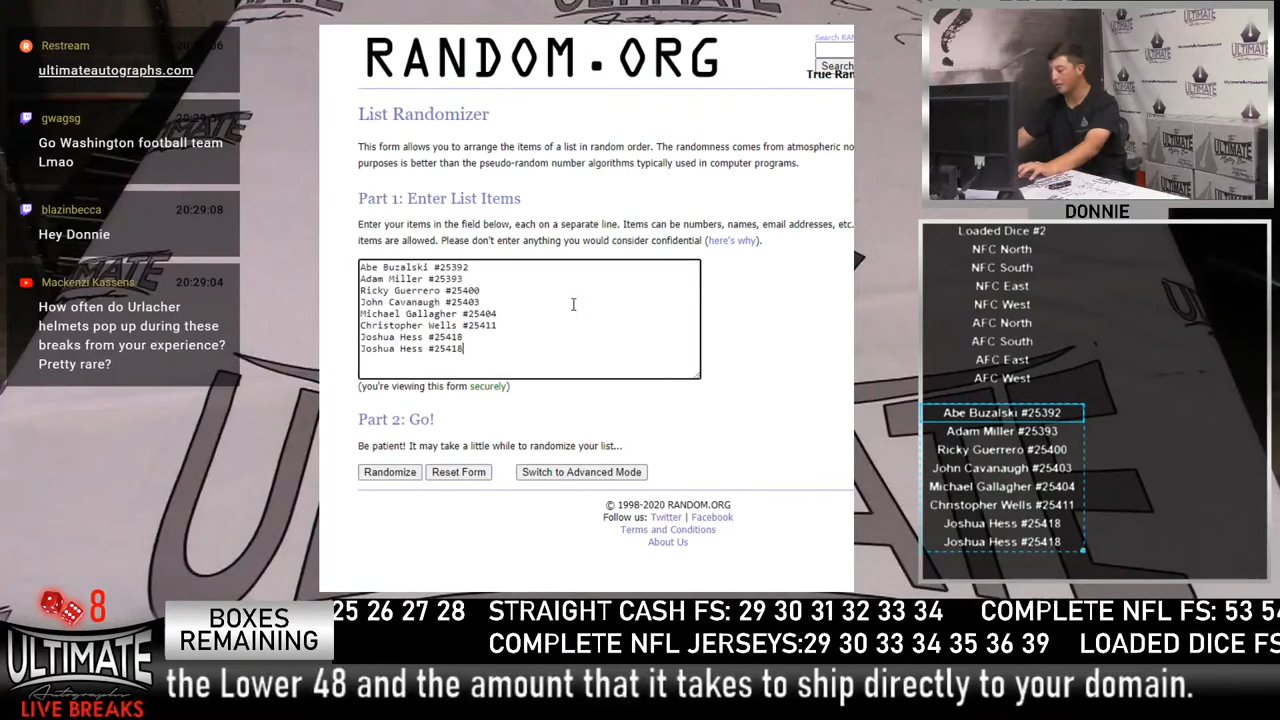 Restream
ultimateautographs.com
gwagsg
Go Washington football team
Lmao
blazinbecca 20:29:08
Hey Donnie
Mackenzi Kassens 20:29:04
How often do Urlacher
helmets pop up during these
breaks from your experience?
Pretty rare?
RANDOM.ORG
Search RAN
Search
True Ran
List Randomizer
This form allows you to arrange the items of a list in random order. The randomness comes from atmospheric no
purposes is better than the pseudo-random number algorithms typically used in computer programs.
Part 1: Enter List Items
Enter your items in the field below, each on a separate line. Items can be numbers, names, email addresses, etc.
items are allowed. Please don't enter anything you would consider confidential (here's why).
Abe Buzalski #25392
Adam Miller #25393
Ricky Guerrero #25400
John Cavanaugh #25403
Michael Gallagher #25404
Christopher Wells #25411
Joshua Hess #25418
Joshua Hess #25418
(you're viewing this form securely)
Part 2: Go!
Be patient! It may take a little while to randomize your list...
Randomize Reset Form Switch to Advanced Mode
© 1998-2020 RANDOM.ORG
Follow us: Twitter | Facebook
Terms and Conditions
About Us
DONNIE
Loaded Dice #2
NFC North
NFC South
NFC East
NFC West
AFC North
AFC South
AFC East
AFC West
Abe Buzalski #25392
Adam Miller #25393
Ricky Guerrero #25400
John Cavanaugh #25403
Michael Gallagher #25404
Christopher Wells #25411
Joshua Hess #25418
Joshua Hess #25418
8
ULTIMATE
Autographs
LIVE BREAKS
BOXES
REMAINING
25 26 27 28 STRAIGHT CASH FS: 29 30 31 32 33 34 COMPLETE NFL FS: 53 54
COMPLETE NFL JERSEYS:29 30 33 34 35 36 39 LOADED DICE FS
the Lower 48 and the amount that it takes to ship directly to your domain.